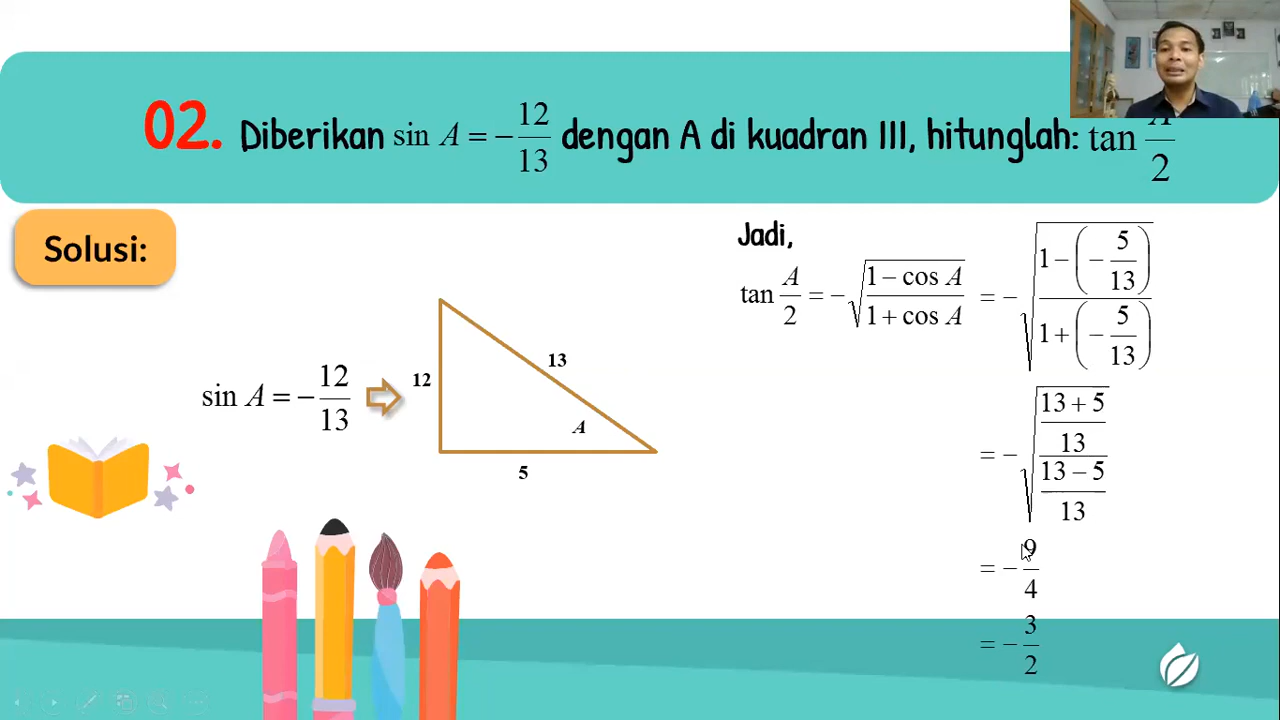 02. Diberikan sin A = −12/13 dengan A di kuadran III, hitunglah: tan A/2
Solusi:
sin A = −12/13
12
13
A
5
Jadi,
tan A/2 = −√((1 − cos A)/(1 + cos A)) = −√((1 − (−5/13))/(1 + (−5/13)))
= −√(((13 + 5)/13)/((13 − 5)/13))
= −9/4
= −3/2